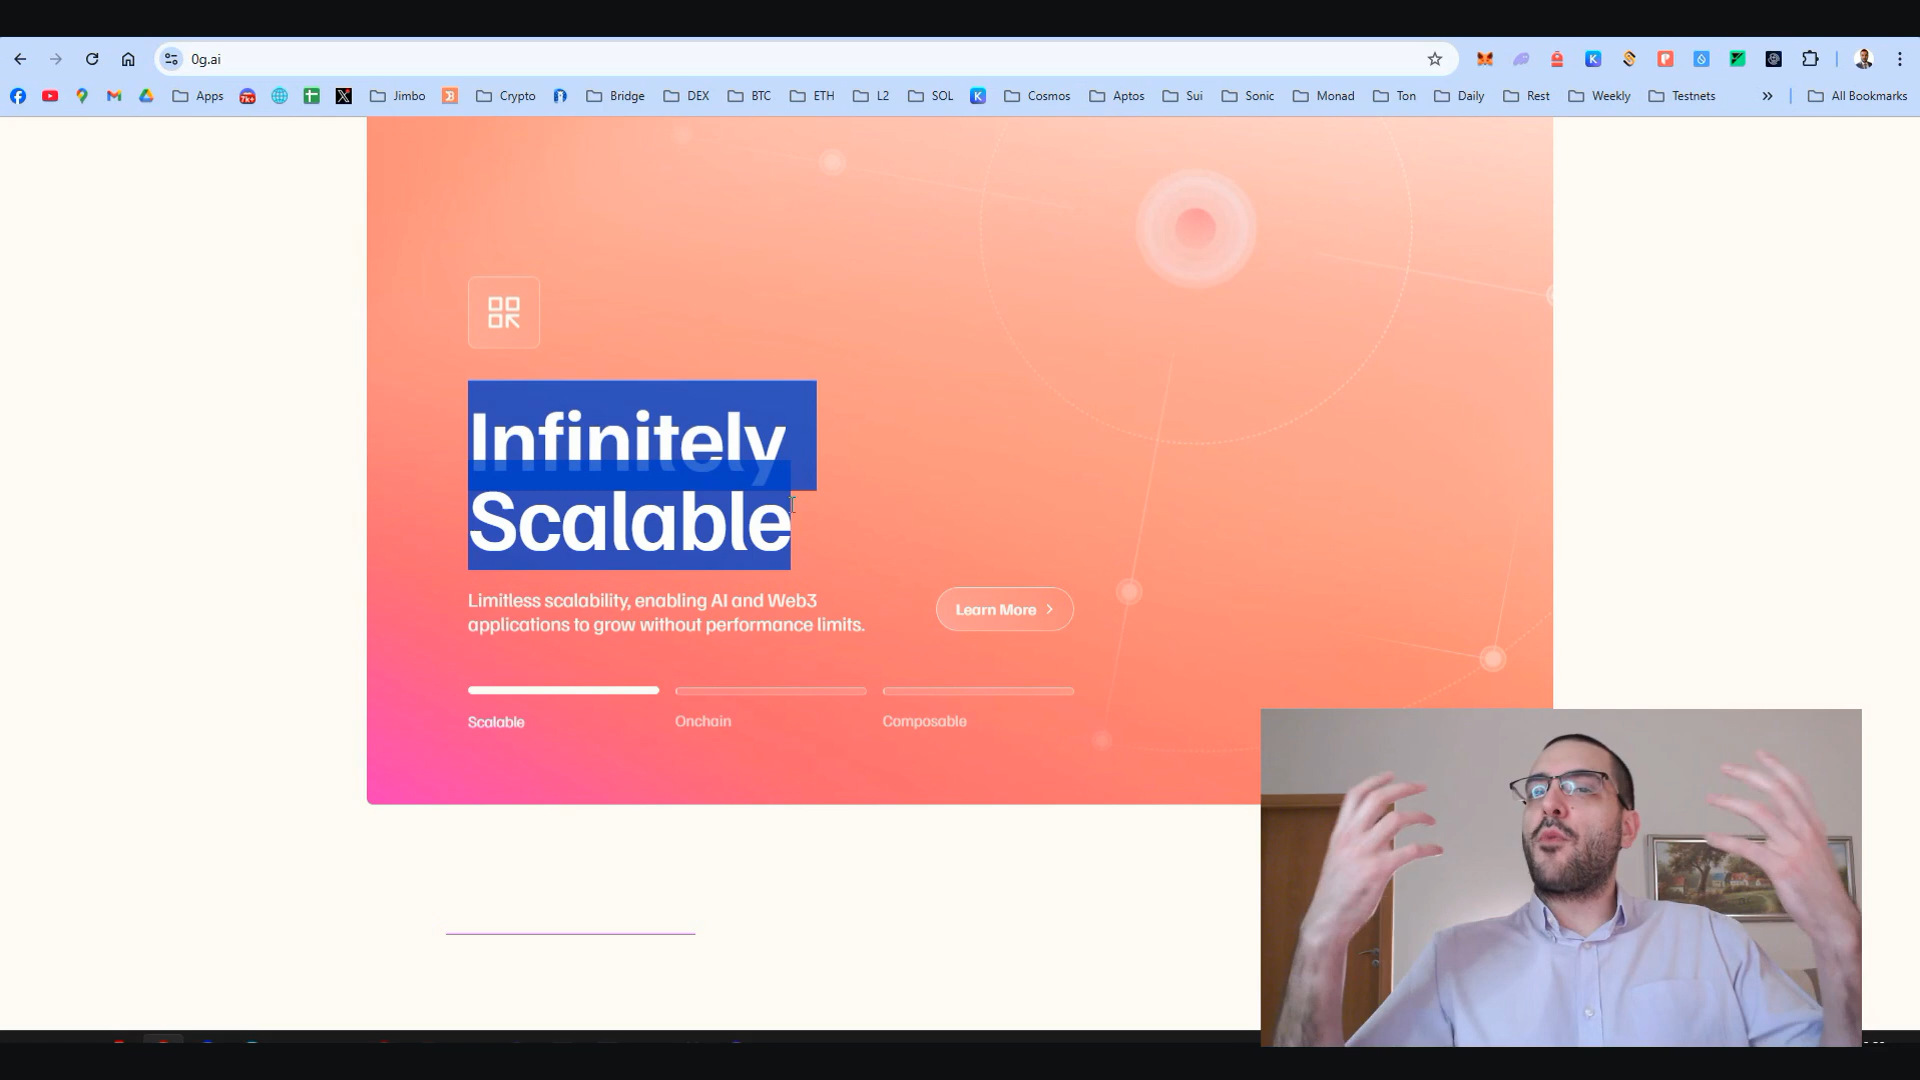 0g.ai
Apps
7k+
Jimbo
Crypto
Bridge
DEX
BTC
ETH
L2
SOL
K
Cosmos
Aptos
Sui
Sonic
Monad
Ton
Daily
Rest
Weekly
Testnets
»
All Bookmarks
Infinitely
Scalable
Limitless scalability, enabling AI and Web3
applications to grow without performance limits.
Learn More >
Scalable
Onchain
Composable